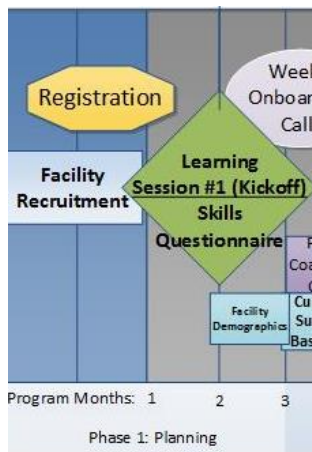 Registration
Week
Onboar
Call
Facility
Recruitment
Learning
Session #1 (Kickoff)
Skills
Questionnaire
Coa
Facility
Demographics
Cu
Su
Bas
Program Months: 1 2 3
Phase 1: Planning